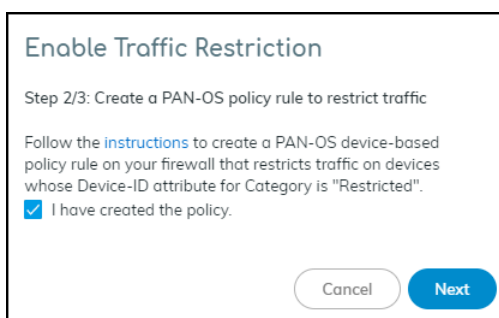 Enable Traffic Restriction
Step 2/3: Create a PAN-OS policy rule to restrict traffic
Follow the instructions to create a PAN-OS device-based
policy rule on your firewall that restricts traffic on devices
whose Device-ID attribute for Category is "Restricted".
I have created the policy.
Cancel Next